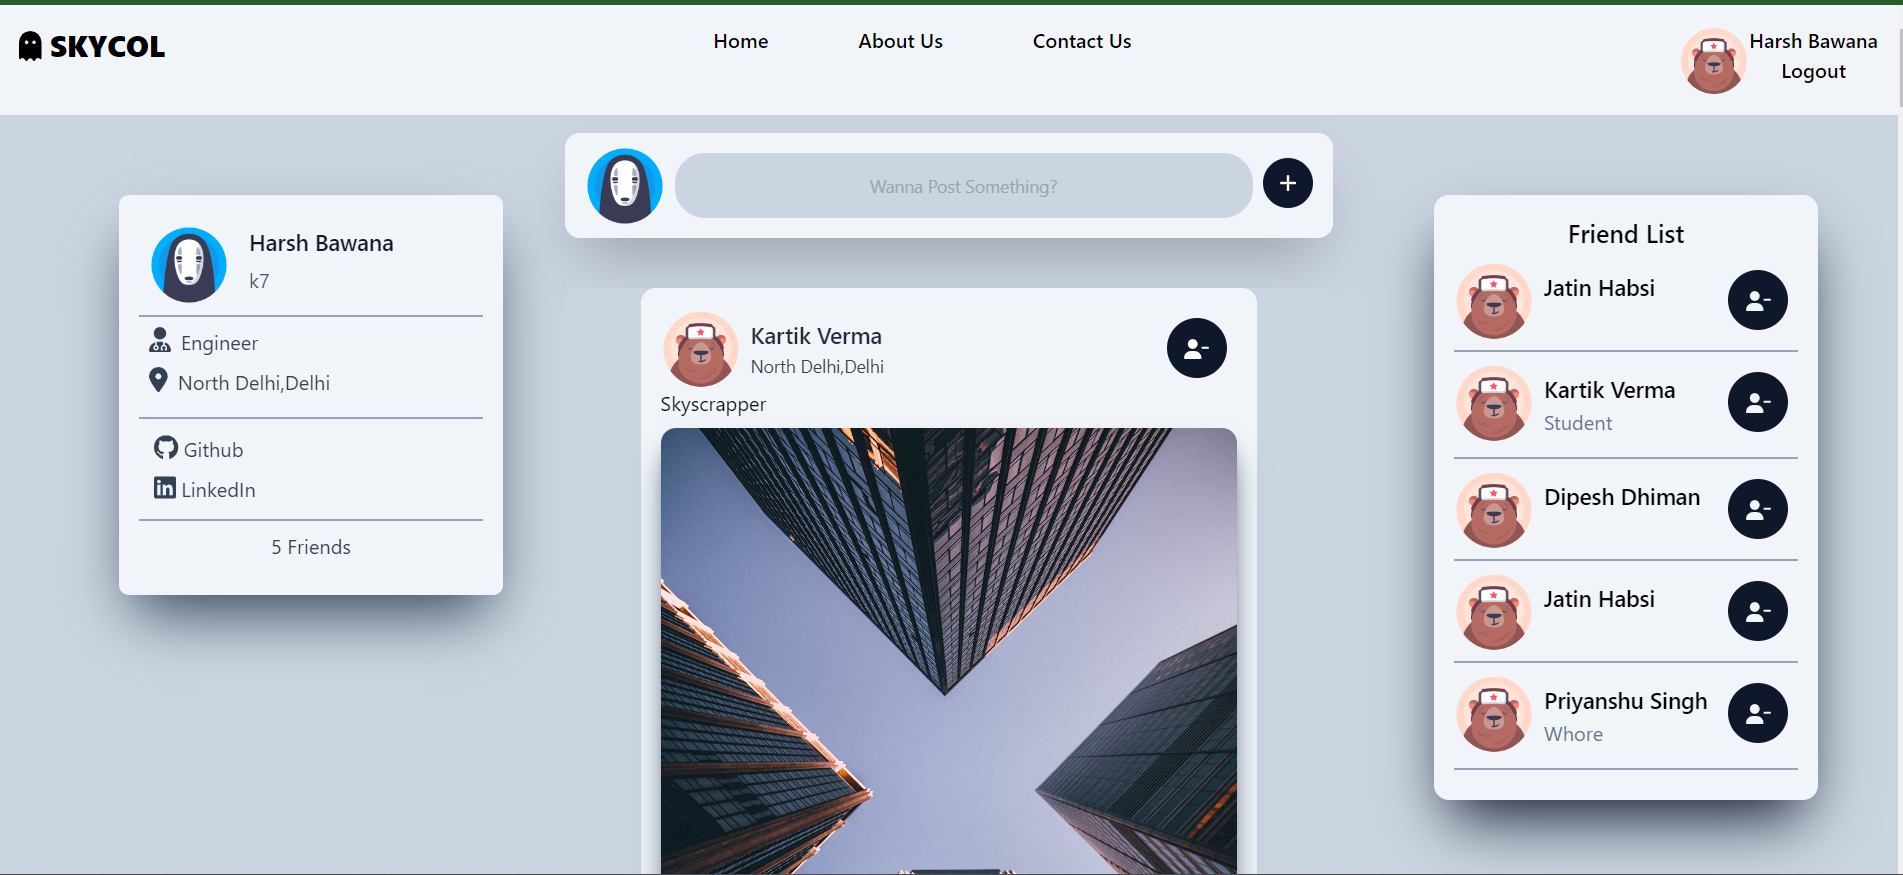 SKYCOL
Home
About Us
Contact Us
Harsh Bawana
Logout
Wanna Post Something?
Harsh Bawana
k7
Engineer
North Delhi,Delhi
Github
LinkedIn
5 Friends
Kartik Verma
North Delhi,Delhi
Skyscrapper
Friend List
Jatin Habsi
Kartik Verma
Student
Dipesh Dhiman
Jatin Habsi
Priyanshu Singh
Whore